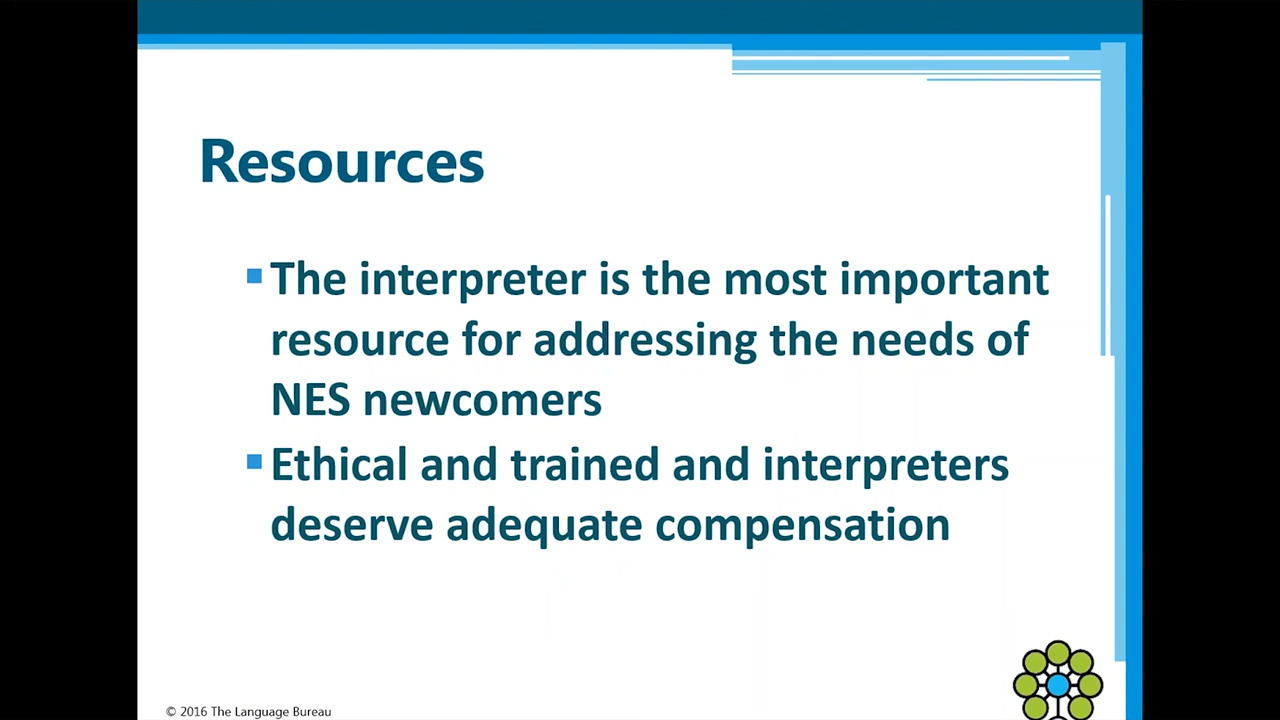 Resources
▪The interpreter is the most important
resource for addressing the needs of
NES newcomers
▪Ethical and trained and interpreters
deserve adequate compensation
© 2016 The Language Bureau